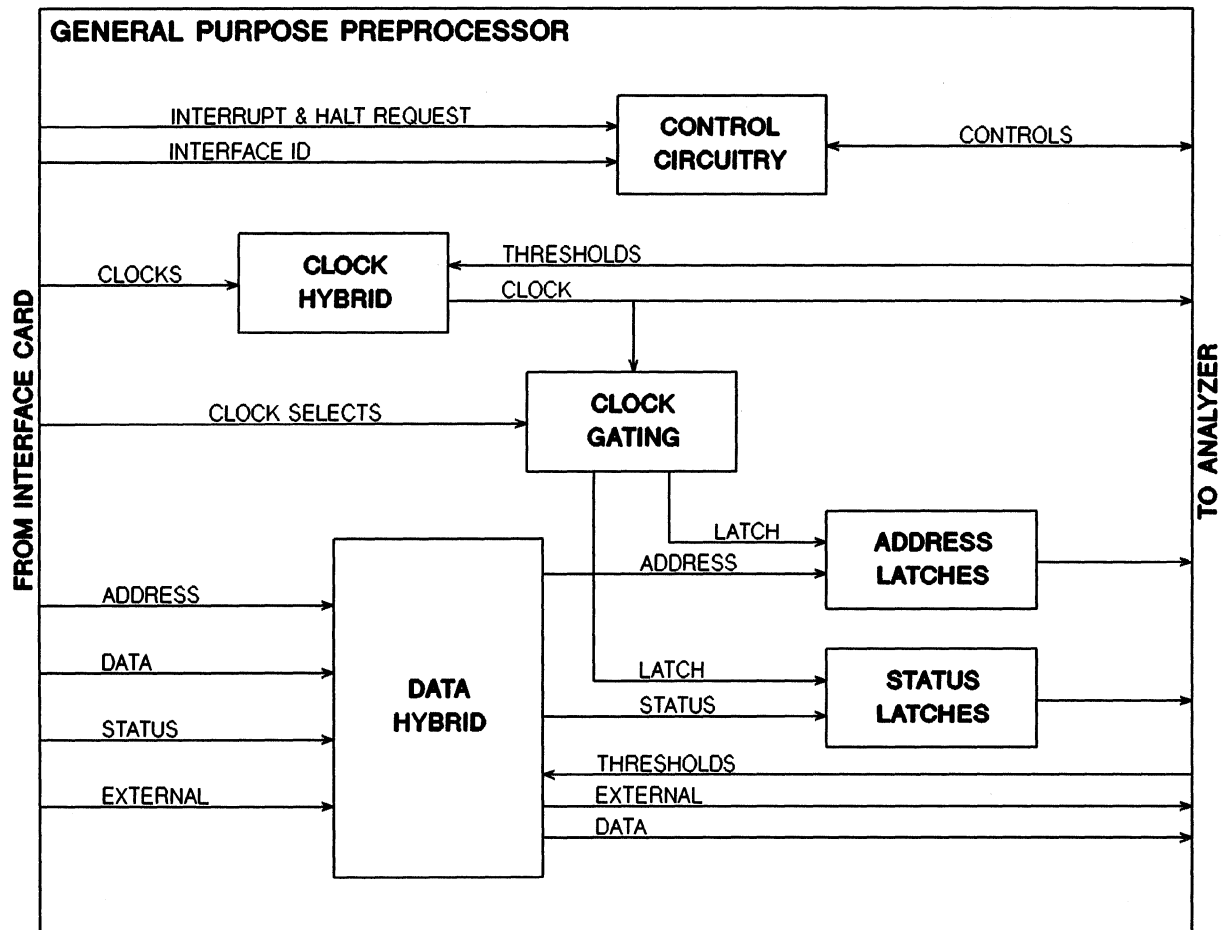 GENERAL PURPOSE PREPROCESSOR
INTERRUPT & HALT REQUEST
INTERFACE ID
CONTROL
CIRCUITRY
CONTROLS
CLOCKS
CLOCK
HYBRID
THRESHOLDS
CLOCK
CLOCK SELECTS
CLOCK
GATING
FROM INTERFACE CARD
TO ANALYZER
LATCH
ADDRESS
ADDRESS
LATCHES
ADDRESS
DATA
STATUS
EXTERNAL
DATA
HYBRID
LATCH
STATUS
STATUS
LATCHES
THRESHOLDS
EXTERNAL
DATA